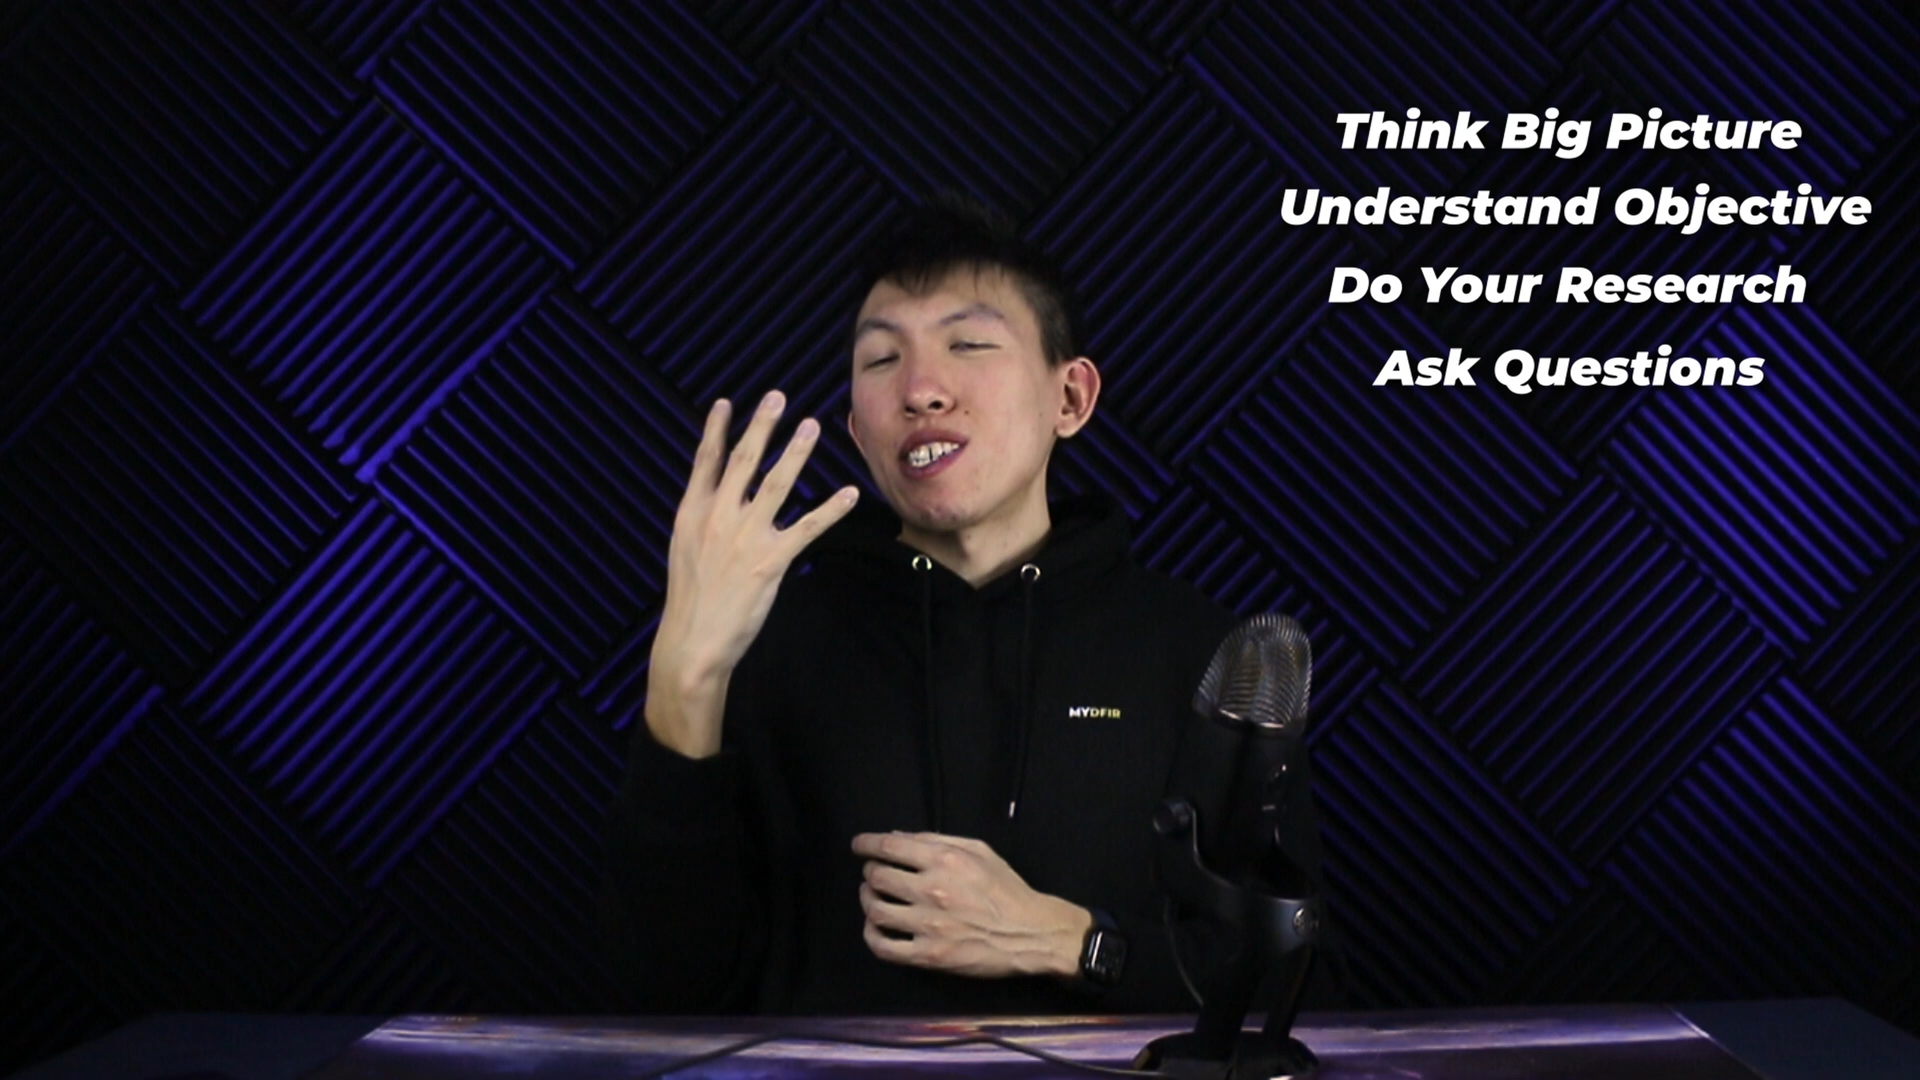 Think Big Picture
Understand Objective
Do Your Research
Ask Questions
MYDFIR